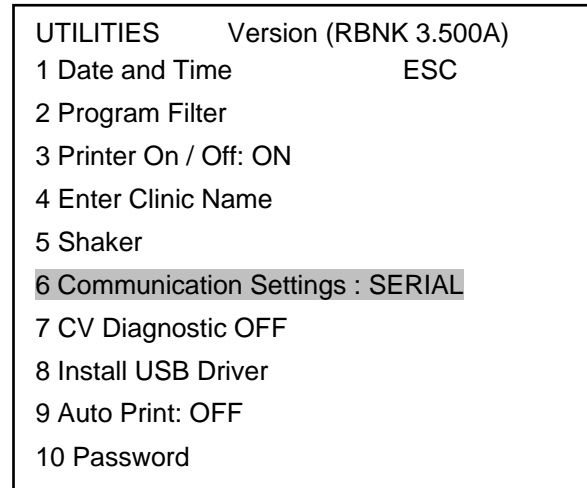 UTILITIES Version (RBNK 3.500A)
1 Date and Time ESC
2 Program Filter
3 Printer On / Off: ON
4 Enter Clinic Name
5 Shaker
6 Communication Settings : SERIAL
7 CV Diagnostic OFF
8 Install USB Driver
9 Auto Print: OFF
10 Password